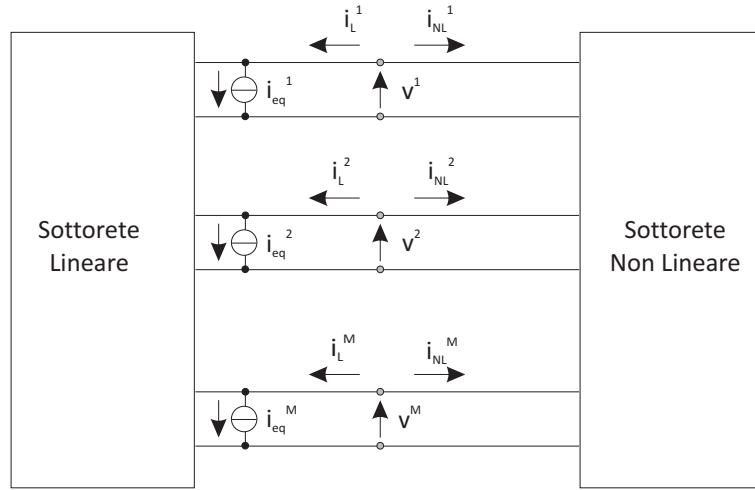 i_L^1 i_NL^1
i_eq^1 v^1
i_L^2 i_NL^2
Sottorete
Lineare
i_eq^2 v^2
Sottorete
Non Lineare
i_L^M i_NL^M
i_eq^M v^M